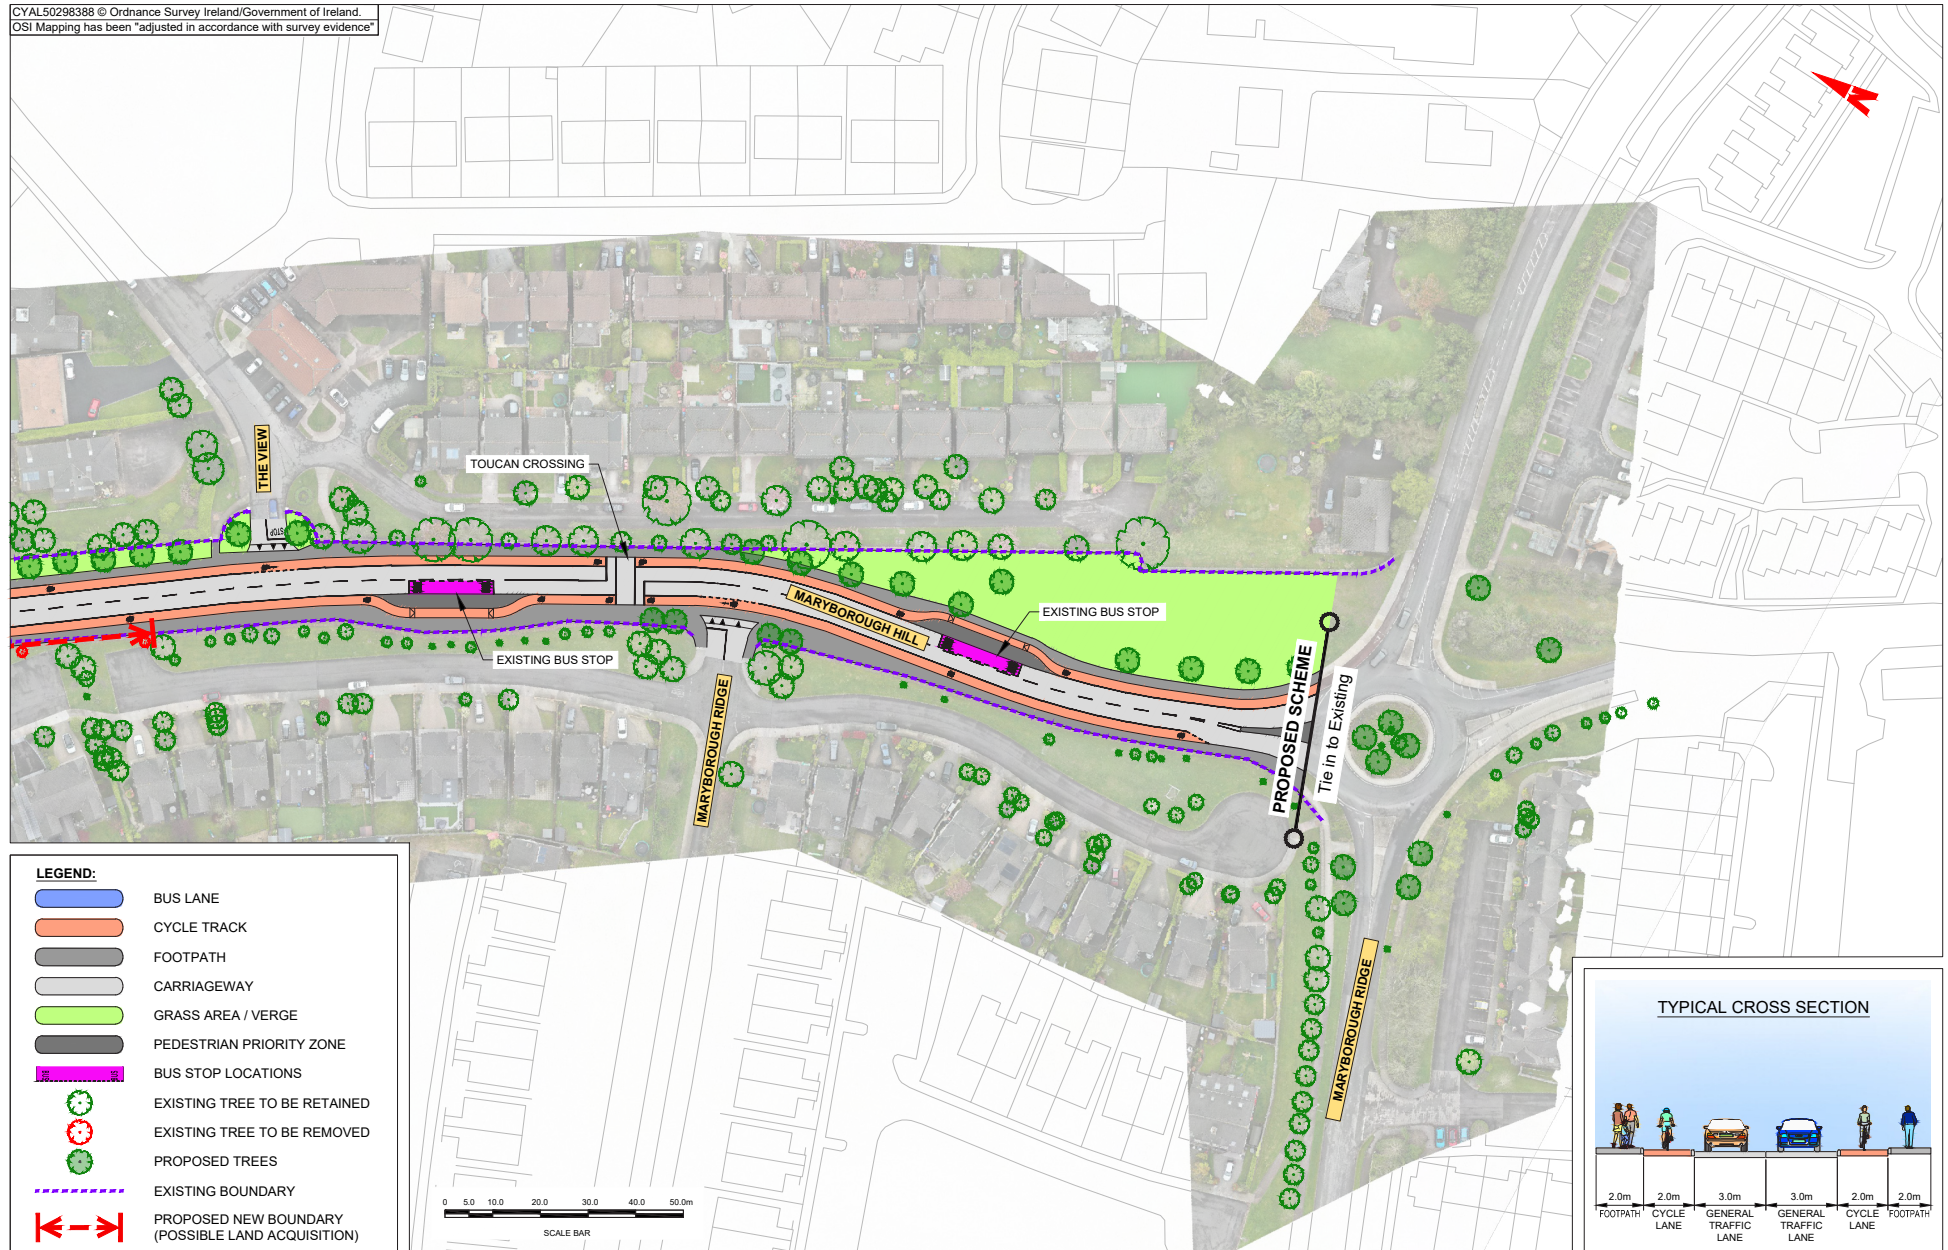 CYAL50298388 © Ordnance Survey Ireland/Government of Ireland.
OSI Mapping has been "adjusted in accordance with survey evidence"
N
THE VIEW
TOUCAN CROSSING
STOP
MARYBOROUGH HILL
EXISTING BUS STOP
EXISTING BUS STOP
MARYBOROUGH RIDGE
PROPOSED SCHEME
Tie in to Existing
MARYBOROUGH RIDGE
LEGEND:
BUS LANE
CYCLE TRACK
FOOTPATH
CARRIAGEWAY
GRASS AREA / VERGE
PEDESTRIAN PRIORITY ZONE
BUS STOP LOCATIONS
EXISTING TREE TO BE RETAINED
EXISTING TREE TO BE REMOVED
PROPOSED TREES
EXISTING BOUNDARY
PROPOSED NEW BOUNDARY
(POSSIBLE LAND ACQUISITION)
0 5.0 10.0 20.0 30.0 40.0 50.0m
SCALE BAR
TYPICAL CROSS SECTION
2.0m 2.0m 3.0m 3.0m 2.0m 2.0m
FOOTPATH CYCLE LANE GENERAL TRAFFIC LANE GENERAL TRAFFIC LANE CYCLE LANE FOOTPATH